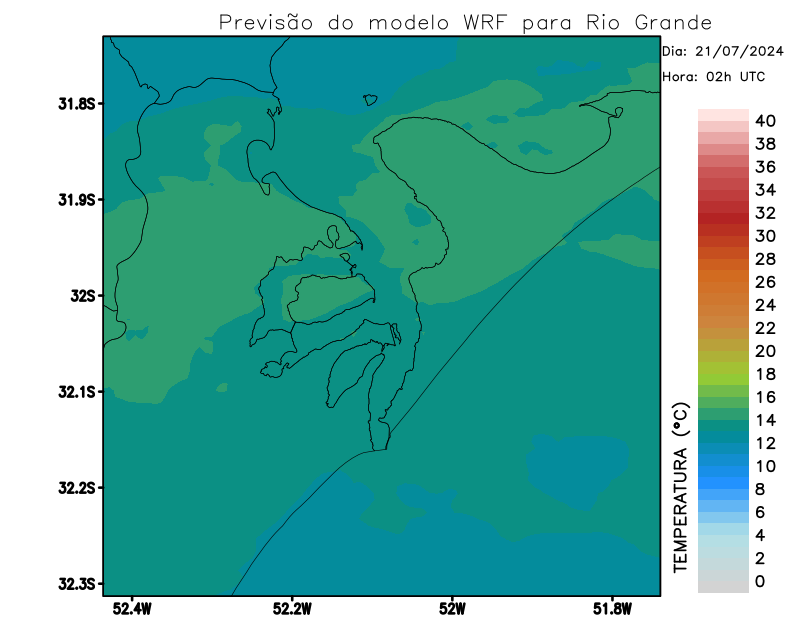 Previsão do modelo WRF para Rio Grande
Dia: 21/07/2024
Hora: 02h UTC
31.8S
31.9S
32S
32.1S
32.2S
32.3S
52.4W
52.2W
52W
51.8W
TEMPERATURA (°C)
40
38
36
34
32
30
28
26
24
22
20
18
16
14
12
10
8
6
4
2
0